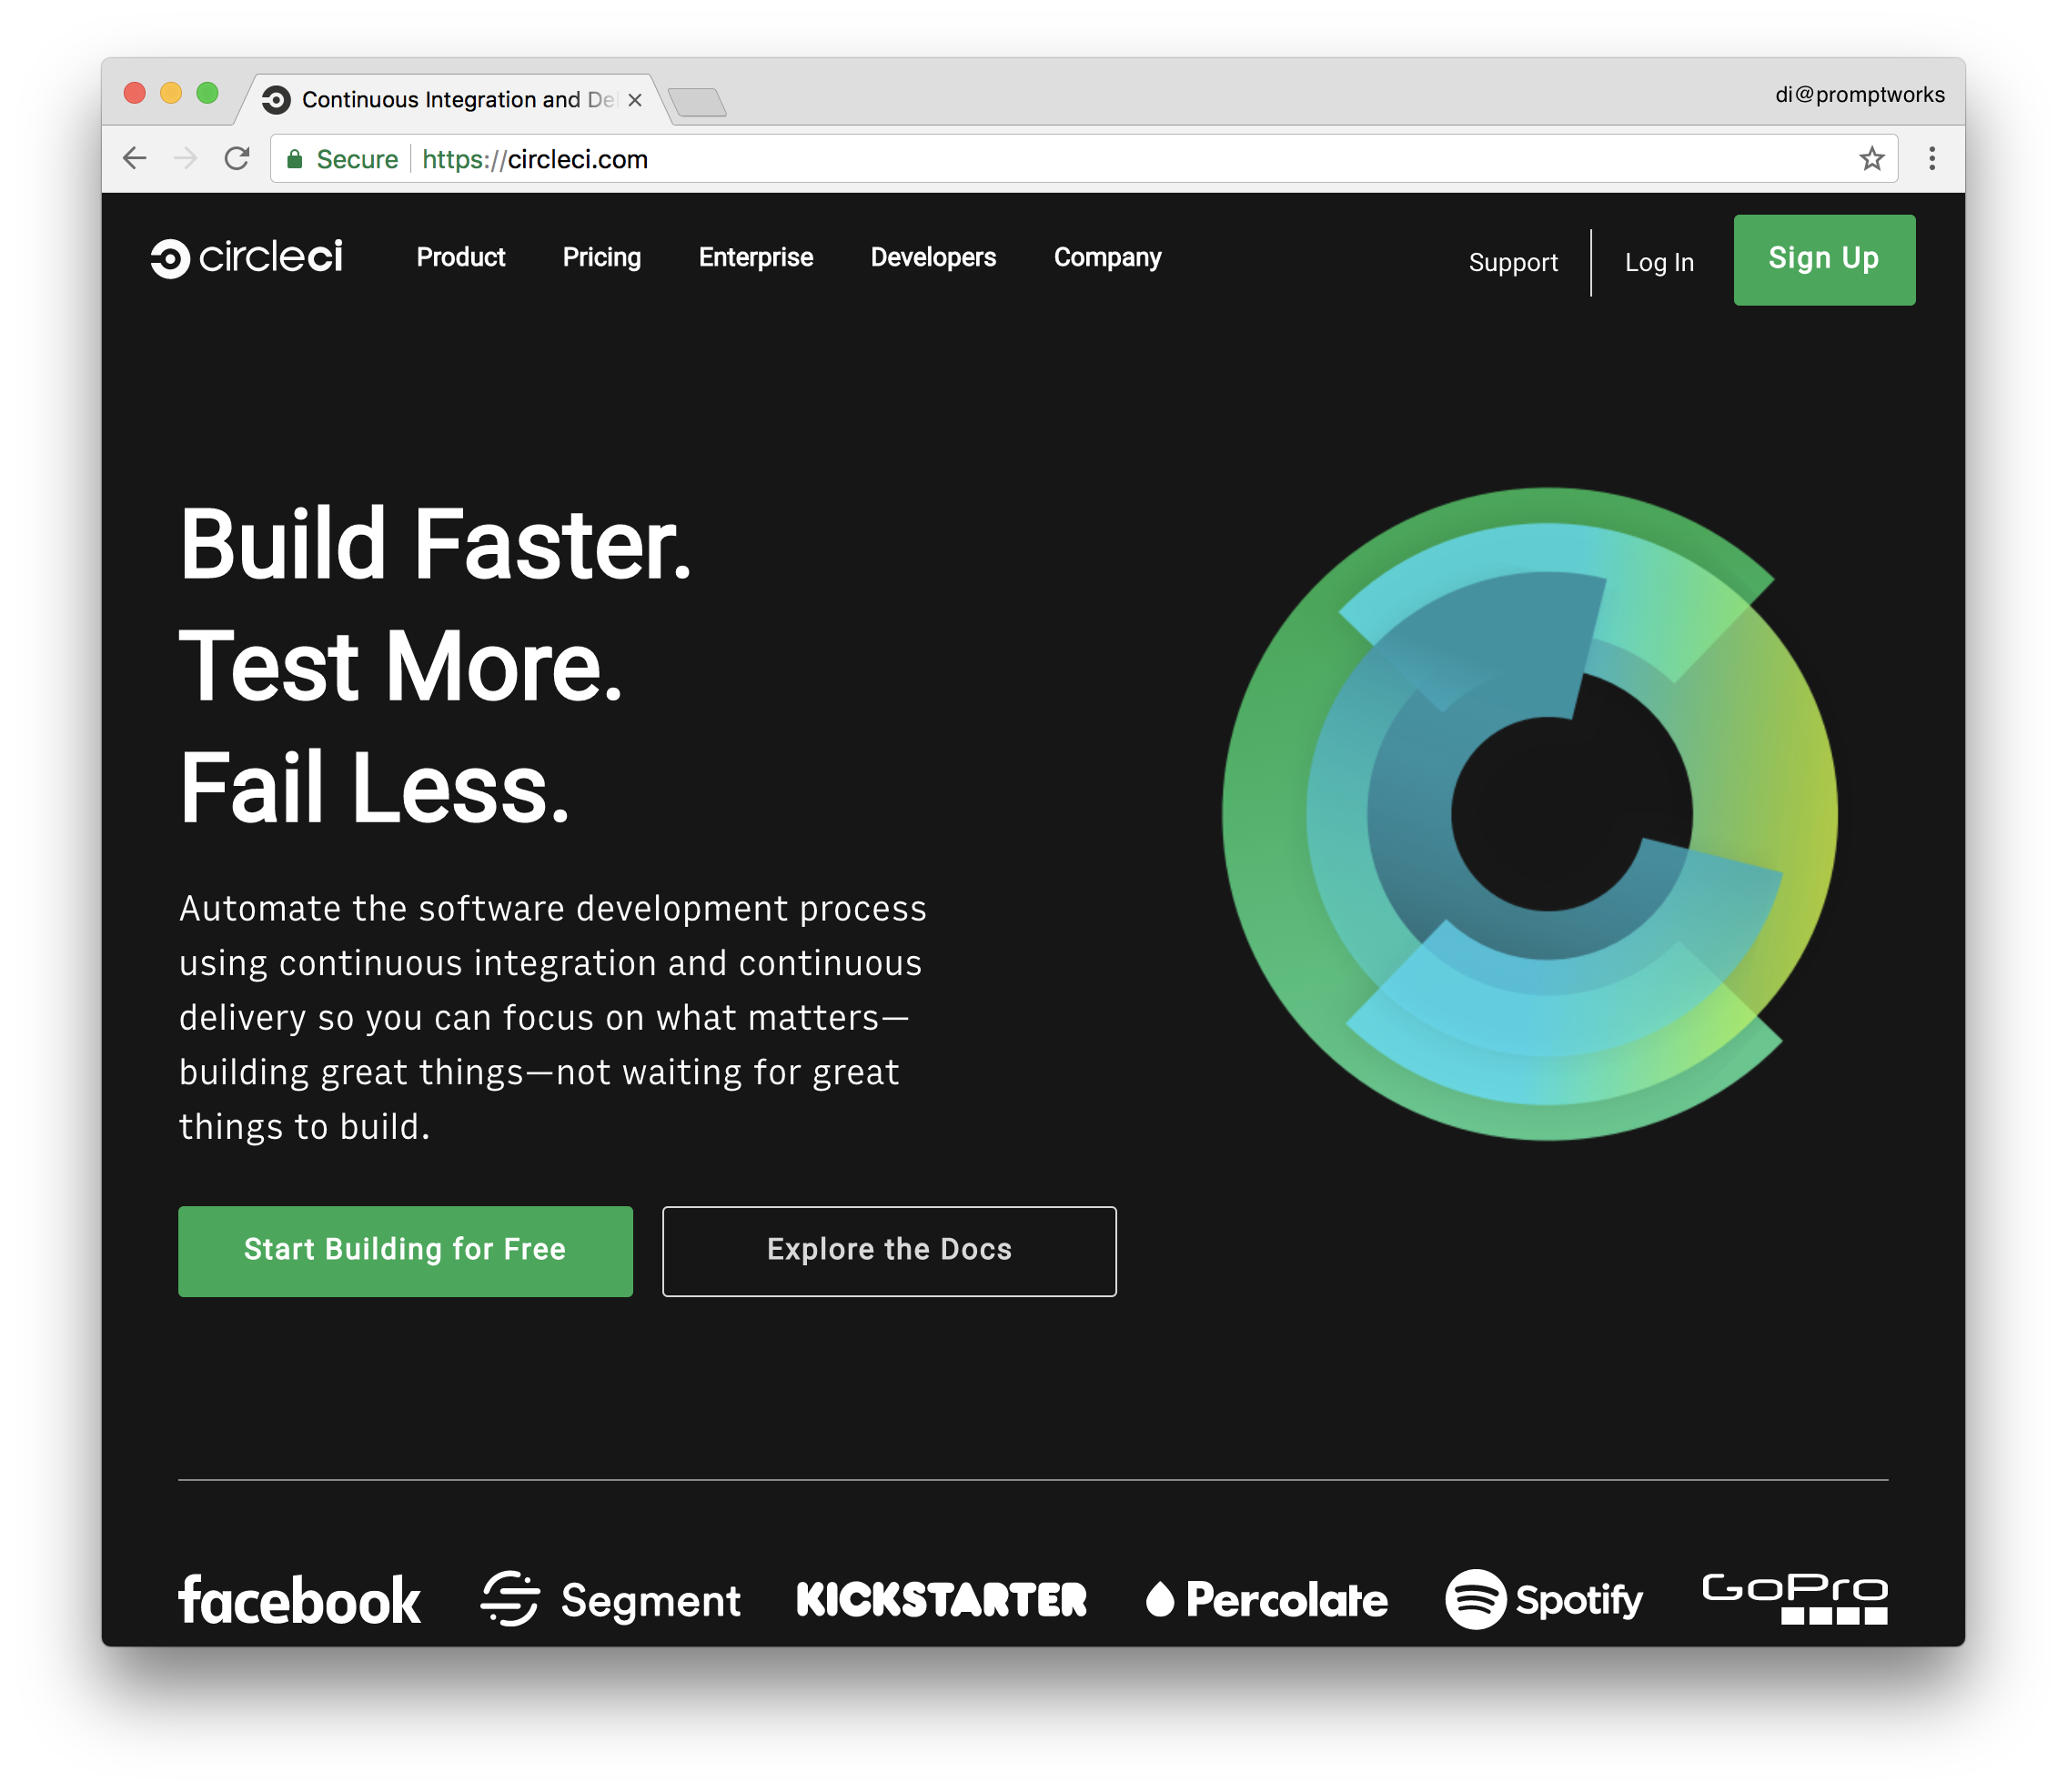 Continuous Integration and De
di@promptworks
Secure
https://circleci.com
circleci
Product
Pricing
Enterprise
Developers
Company
Support
Log In
Sign Up
Build Faster.
Test More.
Fail Less.
Automate the software development process
using continuous integration and continuous
delivery so you can focus on what matters—
building great things—not waiting for great
things to build.
Start Building for Free
Explore the Docs
facebook
Segment
KICKSTARTER
Percolate
Spotify
GoPro